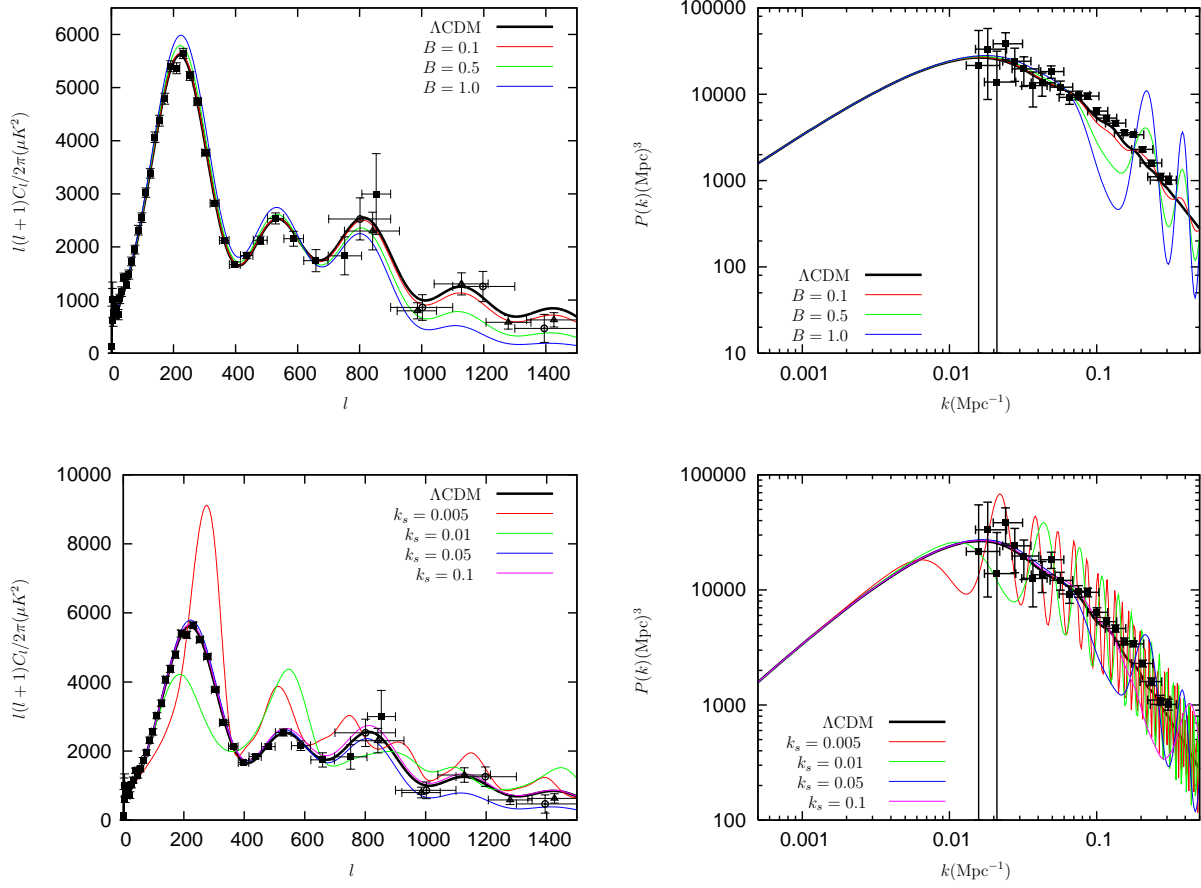 6000
5000
4000
3000
2000
1000
0
0 200 400 600 800 1000 1200 1400
l
l(l + 1)C_l/2π(μK²)
ΛCDM
B = 0.1
B = 0.5
B = 1.0
100000
10000
1000
100
10
0.001 0.01 0.1
k(Mpc⁻¹)
P(k)(Mpc)³
ΛCDM
B = 0.1
B = 0.5
B = 1.0
10000
8000
6000
4000
2000
0
0 200 400 600 800 1000 1200 1400
l
l(l + 1)C_l/2π(μK²)
ΛCDM
k_s = 0.005
k_s = 0.01
k_s = 0.05
k_s = 0.1
100000
10000
1000
100
0.001 0.01 0.1
k(Mpc⁻¹)
P(k)(Mpc)³
ΛCDM
k_s = 0.005
k_s = 0.01
k_s = 0.05
k_s = 0.1